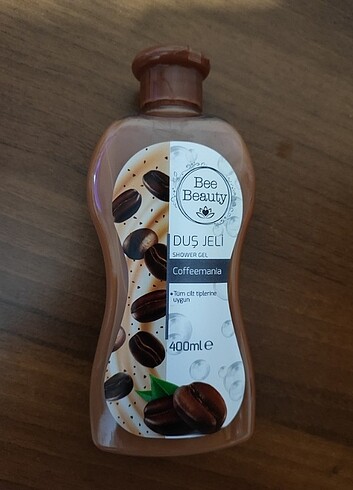 Bee
Beauty
DUŞ JELİ
SHOWER GEL
Coffeemania
•Tüm cilt tiplerine
uygun
400ml e